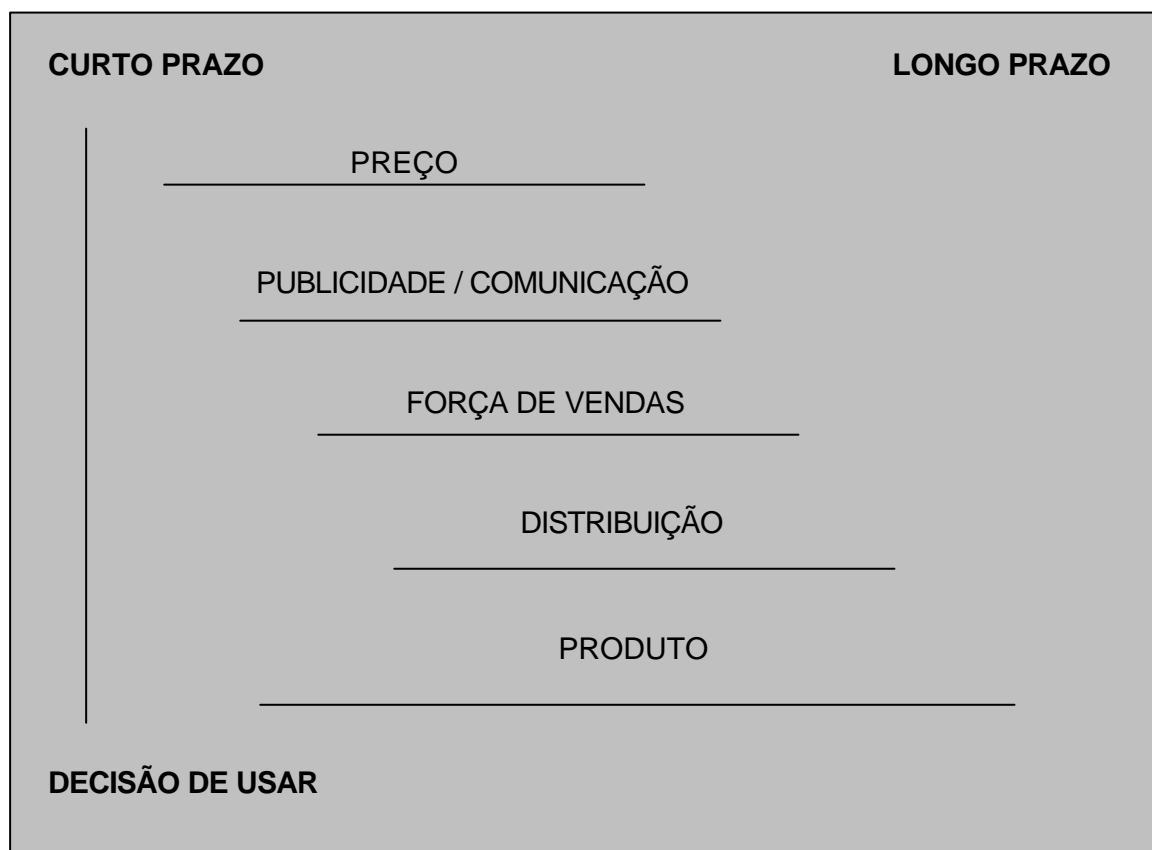 CURTO PRAZO LONGO PRAZO
PREÇO
PUBLICIDADE / COMUNICAÇÃO
FORÇA DE VENDAS
DISTRIBUIÇÃO
PRODUTO
DECISÃO DE USAR